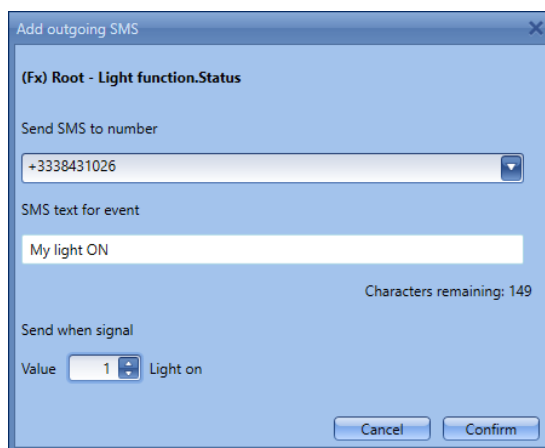 Add outgoing SMS
(Fx) Root - Light function.Status
Send SMS to number
+3338431026
SMS text for event
My light ON
Characters remaining: 149
Send when signal
Value 1 Light on
Cancel Confirm